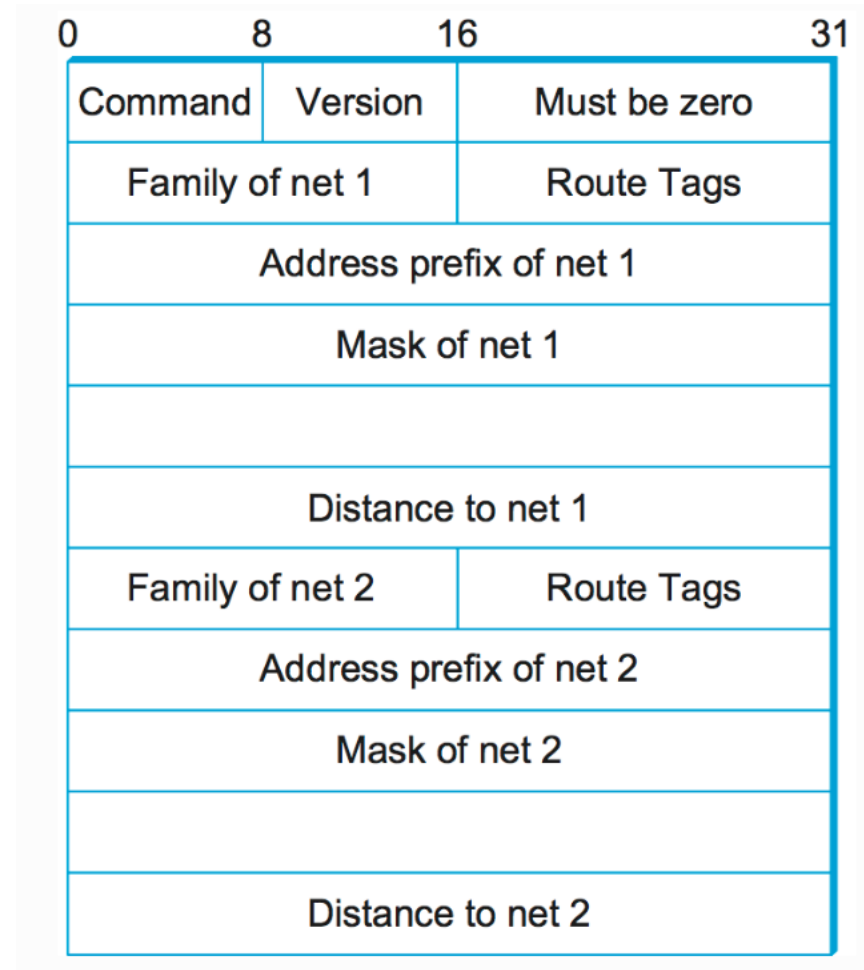 0 8 16 31
Command Version Must be zero
Family of net 1 Route Tags
Address prefix of net 1
Mask of net 1
Distance to net 1
Family of net 2 Route Tags
Address prefix of net 2
Mask of net 2
Distance to net 2